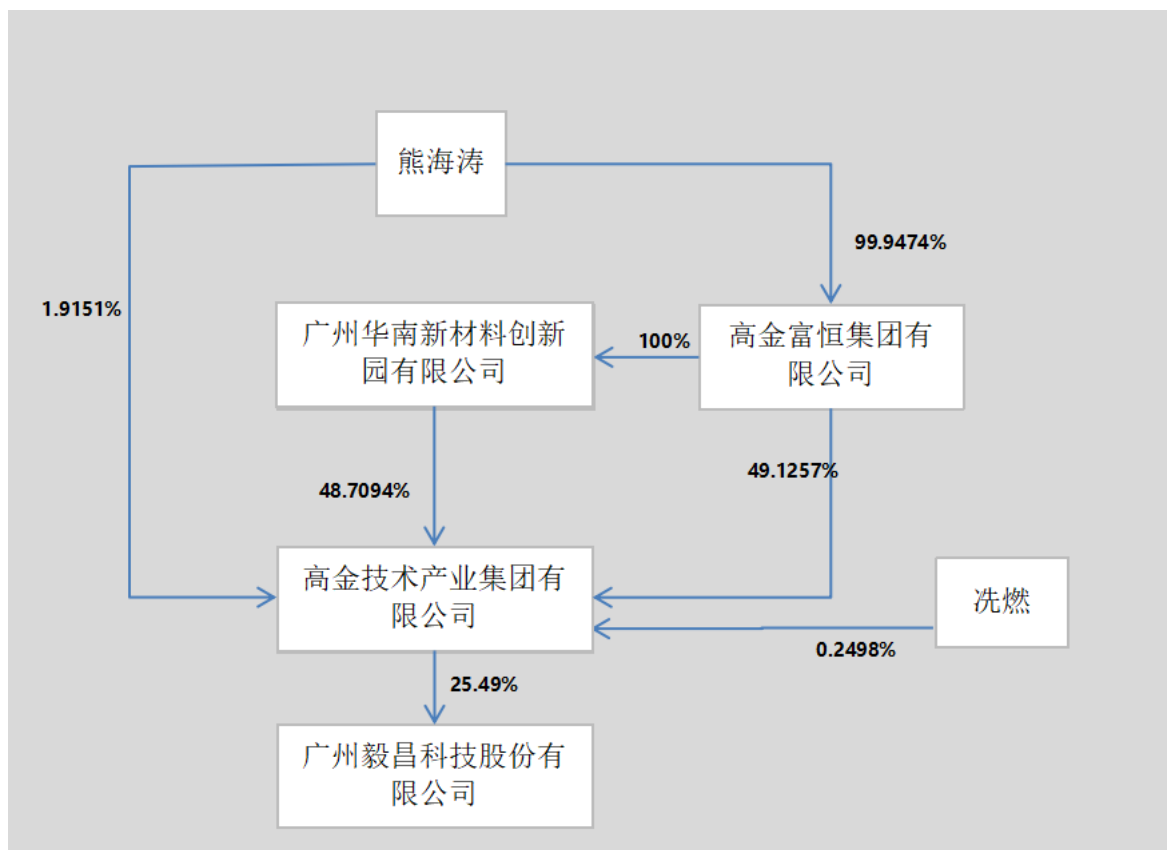 熊海涛
99.9474%
1.9151%
广州华南新材料创新
园有限公司
100%
高金富恒集团有
限公司
48.7094%
49.1257%
高金技术产业集团有
限公司
冼燃
0.2498%
25.49%
广州毅昌科技股份有
限公司